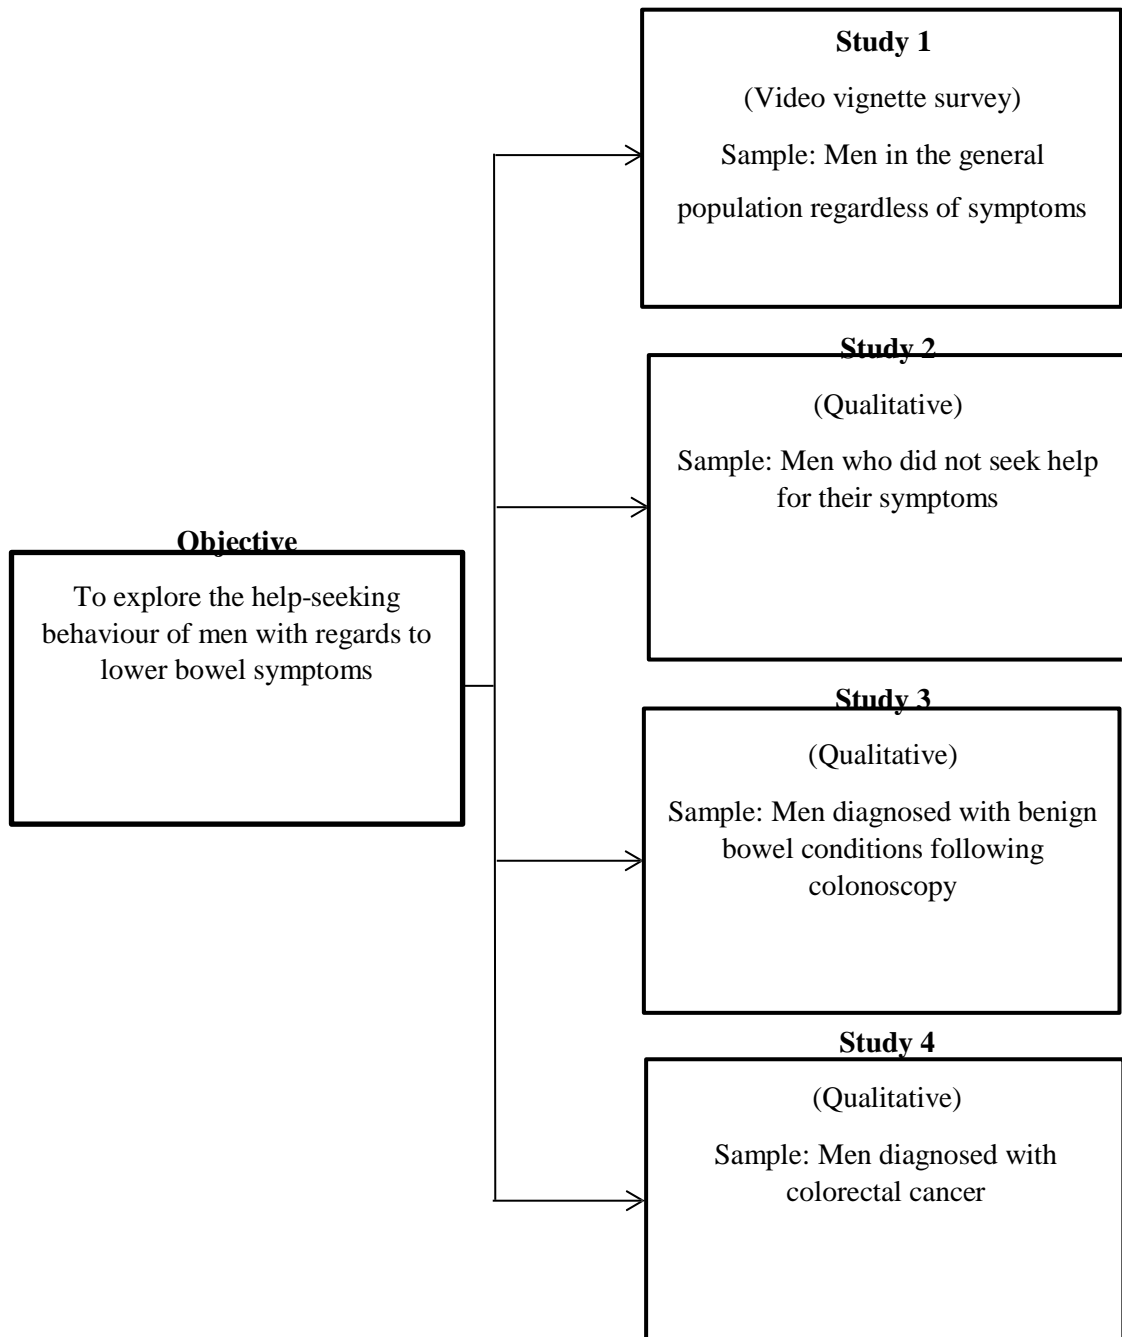 Study 1
(Video vignette survey)
Sample: Men in the general
population regardless of symptoms
Study 2
(Qualitative)
Sample: Men who did not seek help
for their symptoms
Objective
To explore the help-seeking
behaviour of men with regards to
lower bowel symptoms
Study 3
(Qualitative)
Sample: Men diagnosed with benign
bowel conditions following
colonoscopy
Study 4
(Qualitative)
Sample: Men diagnosed with
colorectal cancer